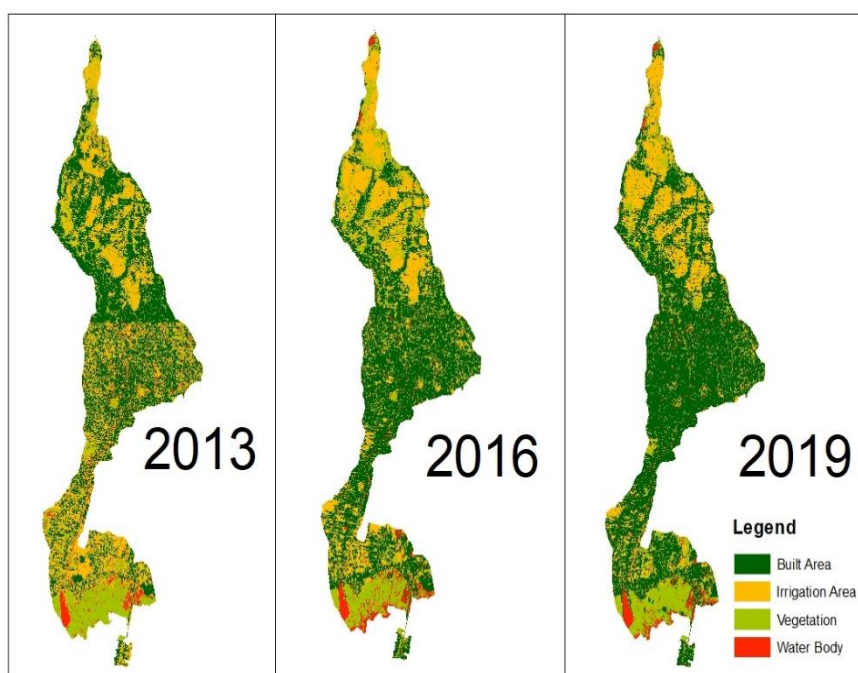 2013
2016
2019
Legend
Built Area
Irrigation Area
Vegetation
Water Body